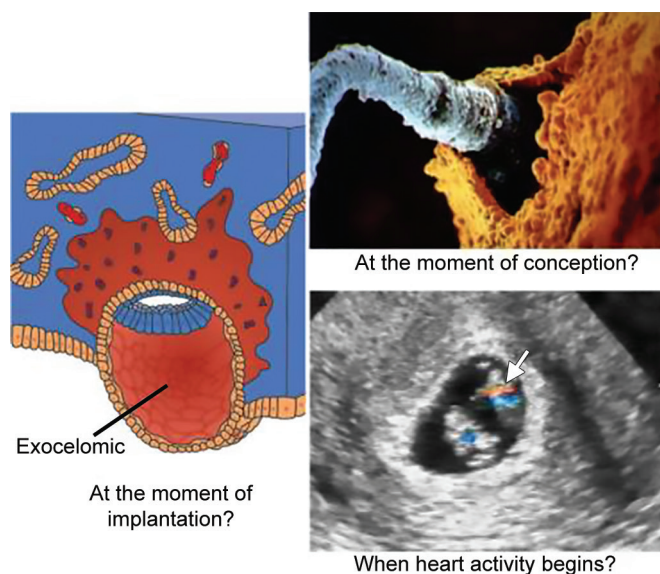 At the moment of conception?
Exocelomic
At the moment of
implantation?
When heart activity begins?